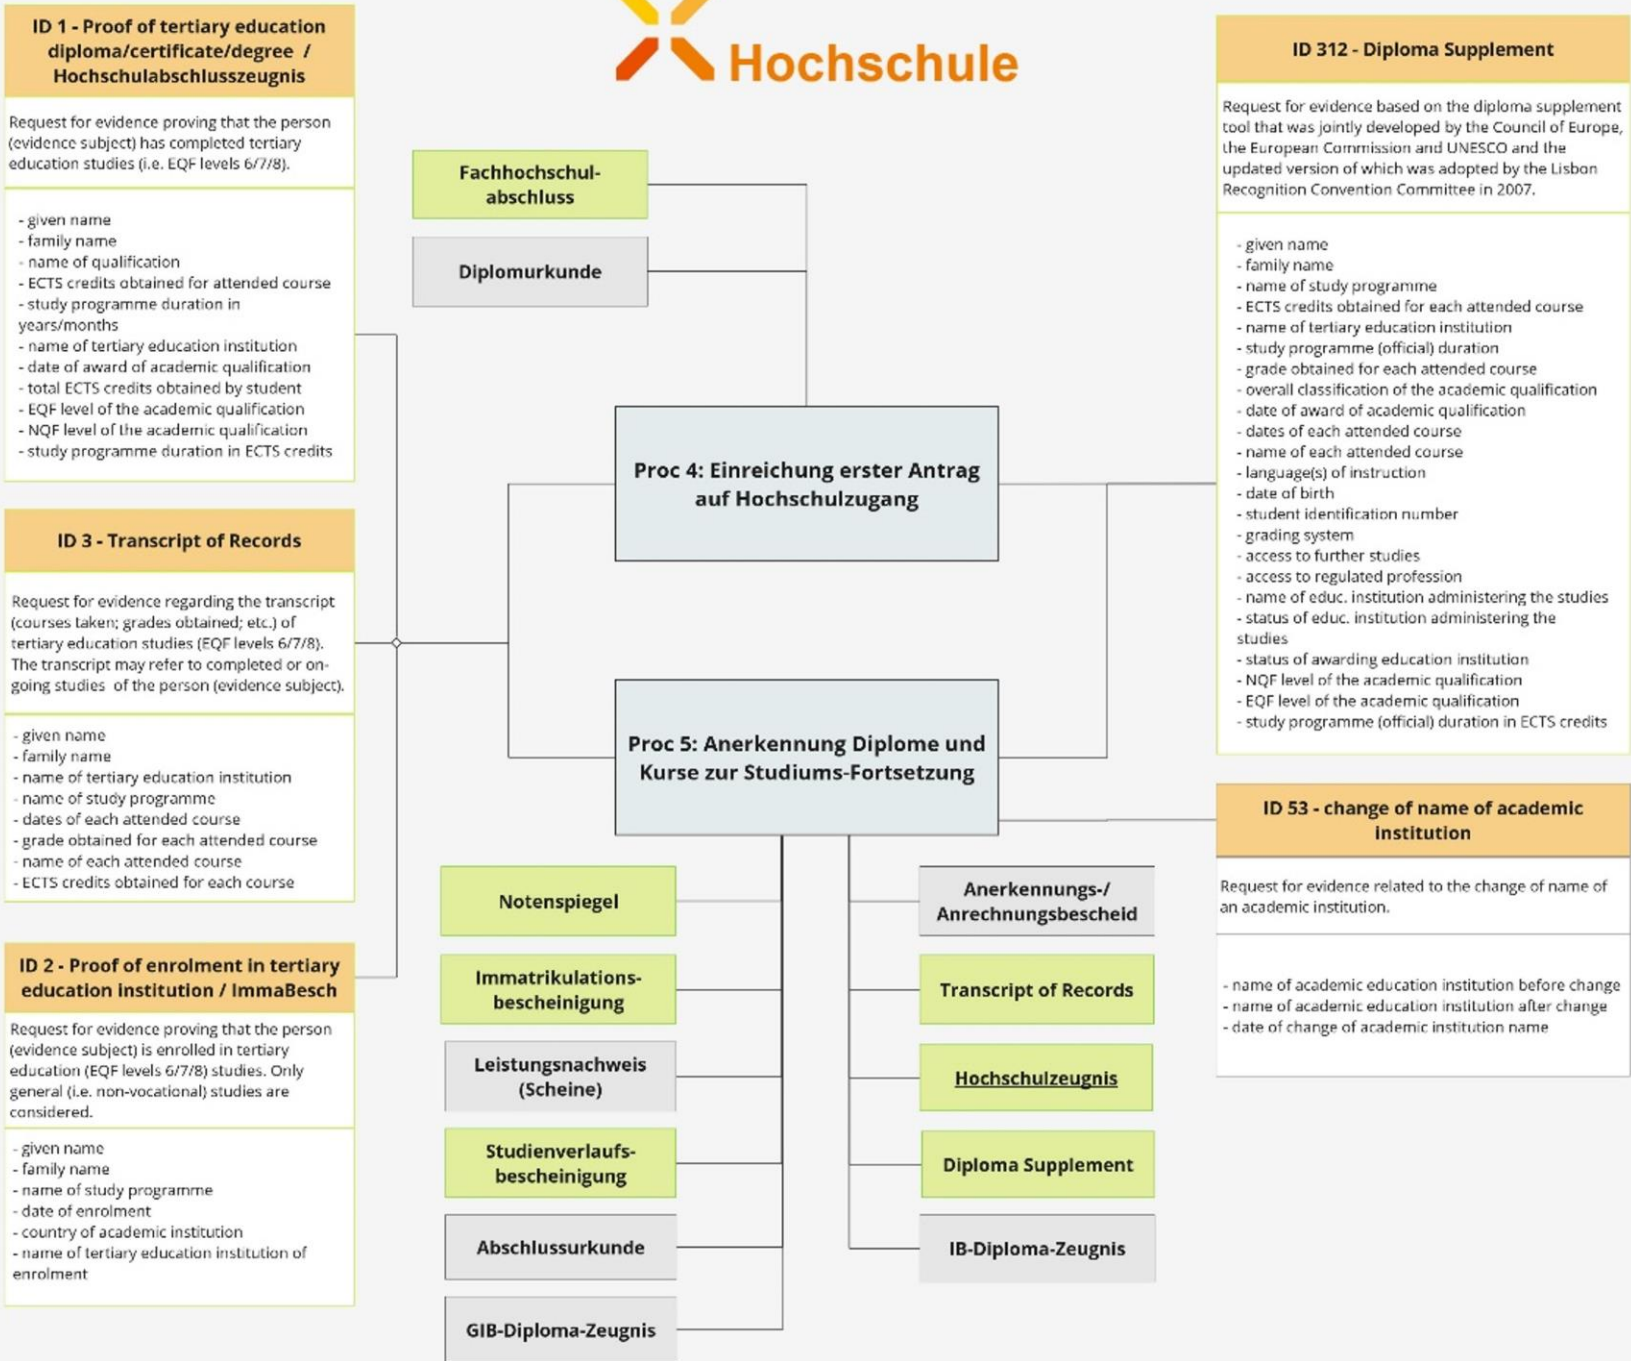 Hochschule
ID 1 - Proof of tertiary education
diploma/certificate/degree /
Hochschulabschlusszeugnis
Request for evidence proving that the person
(evidence subject) has completed tertiary
education studies (i.e. EQF levels 6/7/8).
- given name
- family name
- name of qualification
- ECTS credits obtained for attended course
- study programme duration in
years/months
- name of tertiary education institution
- date of award of academic qualification
- total ECTS credits obtained by student
- EQF level of the academic qualification
- NQF level of the academic qualification
- study programme duration in ECTS credits
ID 3 - Transcript of Records
Request for evidence regarding the transcript
(courses taken; grades obtained; etc.) of
tertiary education studies (EQF levels 6/7/8).
The transcript may refer to completed or on-
going studies of the person (evidence subject).
- given name
- family name
- name of tertiary education institution
- name of study programme
- dates of each attended course
- grade obtained for each attended course
- name of each attended course
- ECTS credits obtained for each course
ID 2 - Proof of enrolment in tertiary
education institution / ImmaBesch
Request for evidence proving that the person
(evidence subject) is enrolled in tertiary
education (EQF levels 6/7/8) studies. Only
general (i.e. non-vocational) studies are
considered.
- given name
- family name
- name of study programme
- date of enrolment
- country of academic institution
- name of tertiary education institution of
enrolment
Fachhochschul-
abschluss
Diplomurkunde
Proc 4: Einreichung erster Antrag
auf Hochschulzugang
Proc 5: Anerkennung Diplome und
Kurse zur Studiums-Fortsetzung
Notenspiegel
Immatrikulations-
bescheinigung
Leistungsnachweis
(Scheine)
Studienverlaufs-
bescheinigung
Abschlussurkunde
GIB-Diploma-Zeugnis
Anerkennungs-/
Anrechnungsbescheid
Transcript of Records
Hochschulzeugnis
Diploma Supplement
IB-Diploma-Zeugnis
ID 312 - Diploma Supplement
Request for evidence based on the diploma supplement
tool that was jointly developed by the Council of Europe,
the European Commission and UNESCO and the
updated version of which was adopted by the Lisbon
Recognition Convention Committee in 2007.
- given name
- family name
- name of study programme
- ECTS credits obtained for each attended course
- name of tertiary education institution
- study programme (official) duration
- grade obtained for each attended course
- overall classification of the academic qualification
- date of award of academic qualification
- dates of each attended course
- name of each attended course
- language(s) of instruction
- date of birth
- student identification number
- grading system
- access to further studies
- access to regulated profession
- name of educ. institution administering the studies
- status of educ. institution administering the
studies
- status of awarding education institution
- NQF level of the academic qualification
- EQF level of the academic qualification
- study programme (official) duration in ECTS credits
ID 53 - change of name of academic
institution
Request for evidence related to the change of name of
an academic institution.
- name of academic education institution before change
- name of academic education institution after change
- date of change of academic institution name